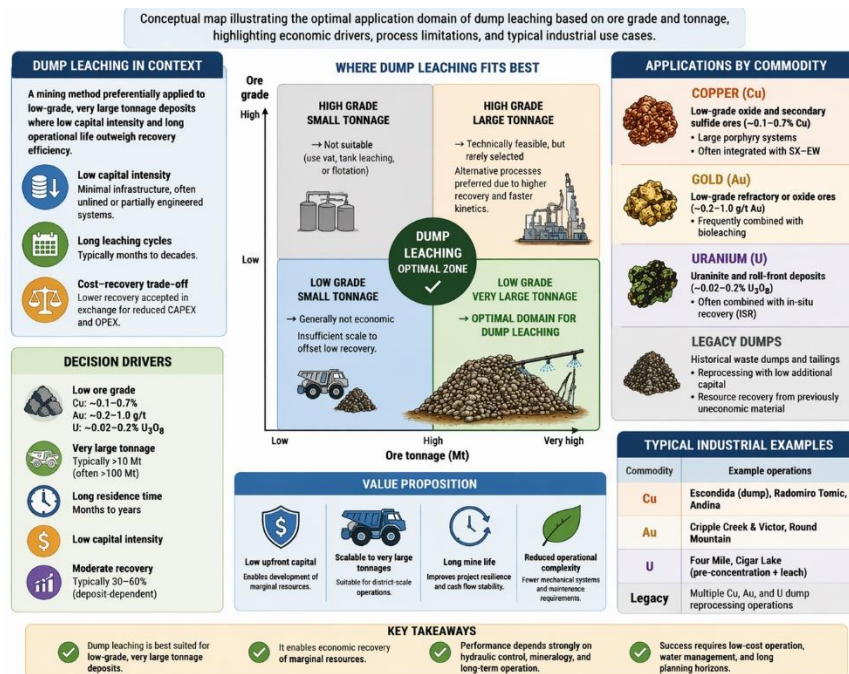 Conceptual map illustrating the optimal application domain of dump leaching based on ore grade and tonnage,
highlighting economic drivers, process limitations, and typical industrial use cases.
DUMP LEACHING IN CONTEXT
A mining method preferentially applied to
low-grade, very large tonnage deposits
where low capital intensity and long
operational life outweigh recovery
efficiency.
Low capital intensity
Minimal infrastructure, often
unlined or partially engineered
systems.
Long leaching cycles
Typically months to decades.
Cost–recovery trade-off
Lower recovery accepted in
exchange for reduced CAPEX
and OPEX.
DECISION DRIVERS
Low ore grade
Cu: ~0.1–0.7%
Au: ~0.2–1.0 g/t
U: ~0.02–0.2% U₃O₈
Very large tonnage
Typically >10 Mt
(often >100 Mt)
Long residence time
Months to years
Low capital intensity
Moderate recovery
Typically 30–60%
(deposit-dependent)
WHERE DUMP LEACHING FITS BEST
Ore
grade
High
Low
HIGH GRADE
SMALL TONNAGE
→ Not suitable
(use vat, tank leaching,
or flotation)
HIGH GRADE
LARGE TONNAGE
→ Technically feasible, but
rarely selected
Alternative processes
preferred due to higher
recovery and faster
kinetics.
DUMP
LEACHING
OPTIMAL ZONE
LOW GRADE
SMALL TONNAGE
→ Generally not economic
Insufficient scale to
offset low recovery.
LOW GRADE
VERY LARGE TONNAGE
→ OPTIMAL DOMAIN FOR
DUMP LEACHING
Low
High
Very high
Ore tonnage (Mt)
VALUE PROPOSITION
Low upfront capital
Enables development of
marginal resources.
Scalable to very large
tonnages
Suitable for district-scale
operations.
Long mine life
Improves project resilience
and cash flow stability.
Reduced operational
complexity
Fewer mechanical systems
and maintenance
requirements.
APPLICATIONS BY COMMODITY
COPPER (Cu)
Low-grade oxide and secondary
sulfide ores (~0.1–0.7% Cu)
• Large porphyry systems
• Often integrated with SX–EW
GOLD (Au)
Low-grade refractory or oxide ores
(~0.2–1.0 g/t Au)
• Frequently combined with
bioleaching
URANIUM (U)
Uraninite and roll-front deposits
(~0.02–0.2% U₃O₈)
• Often combined with in-situ
recovery (ISR)
LEGACY DUMPS
Historical waste dumps and tailings
• Reprocessing with low additional
capital
• Resource recovery from previously
uneconomic material
TYPICAL INDUSTRIAL EXAMPLES
Commodity Example operations
Cu Escondida (dump), Radomiro Tomic,
Andina
Au Cripple Creek & Victor, Round
Mountain
U Four Mile, Cigar Lake
(pre-concentration + leach)
Legacy Multiple Cu, Au, and U dump
reprocessing operations
KEY TAKEAWAYS
Dump leaching is best suited for
low-grade, very large tonnage
deposits.
It enables economic recovery
of marginal resources.
Performance depends strongly on
hydraulic control, mineralogy, and
long-term operation.
Success requires low-cost operation,
water management, and long
planning horizons.